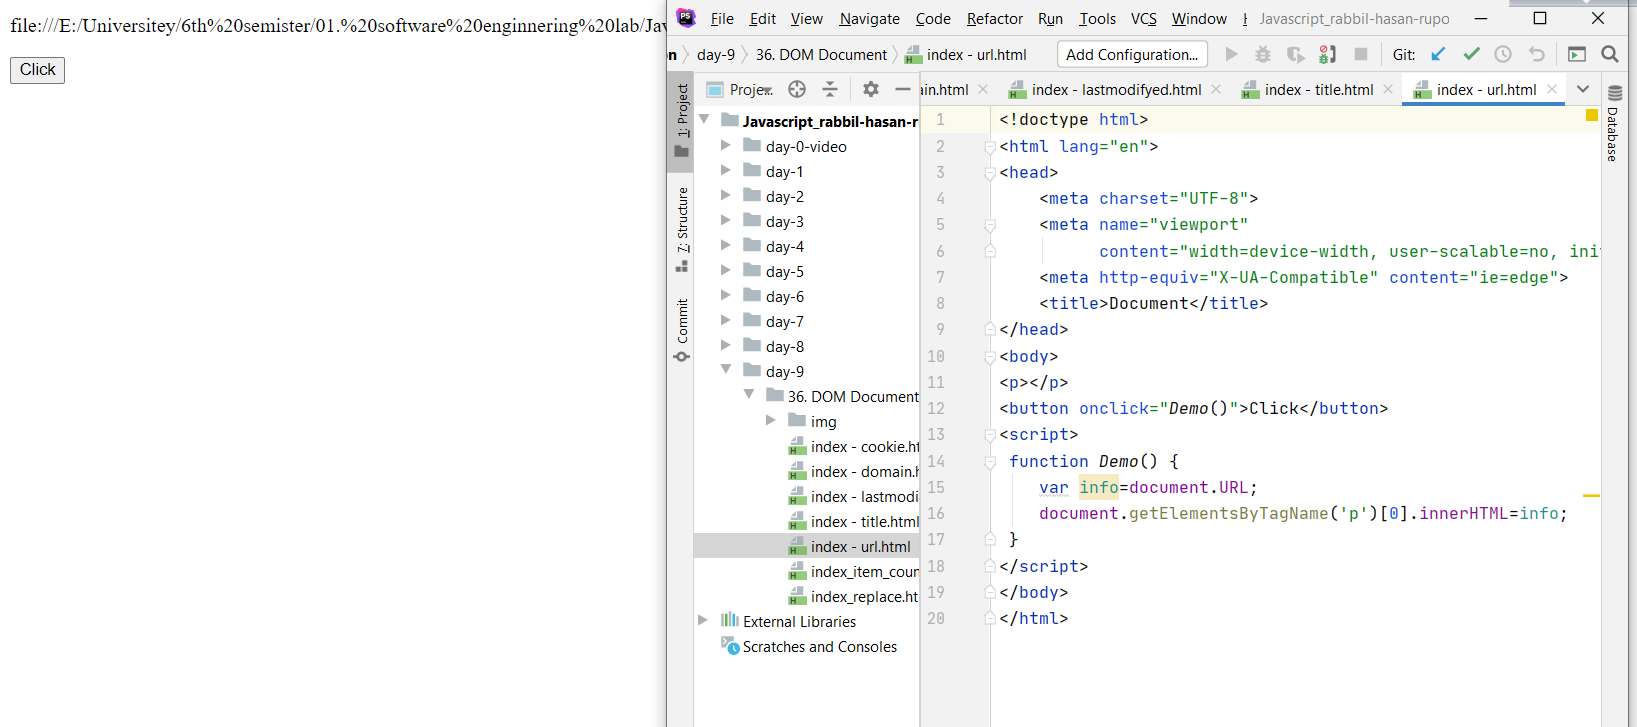 file:///E:/Universitey/6th%20semister/01.%20software%20enginnering%20lab/Jav
Click
PS File Edit View Navigate Code Refactor Run Tools VCS Window Javascript_rabbil-hasan-rupo
day-9 36. DOM Document index - url.html Add Configuration... Git:
1: Project
7: Structure
Commit
Projec
Javascript_rabbil-hasan-r
day-0-video
day-1
day-2
day-3
day-4
day-5
day-6
day-7
day-8
day-9
36. DOM Document
img
index - cookie.ht
index - domain.h
index - lastmodi
index - title.html
index - url.html
index_item_coun
index_replace.ht
External Libraries
Scratches and Consoles
ain.html index - lastmodifyed.html index - title.html index - url.html
1 <!doctype html>
2 <html lang="en">
3 <head>
4 <meta charset="UTF-8">
5 <meta name="viewport"
6 content="width=device-width, user-scalable=no, ini
7 <meta http-equiv="X-UA-Compatible" content="ie=edge">
8 <title>Document</title>
9 </head>
10 <body>
11 <p></p>
12 <button onclick="Demo()">Click</button>
13 <script>
14 function Demo() {
15 var info=document.URL;
16 document.getElementsByTagName('p')[0].innerHTML=info;
17 }
18 </script>
19 </body>
20 </html>
Database